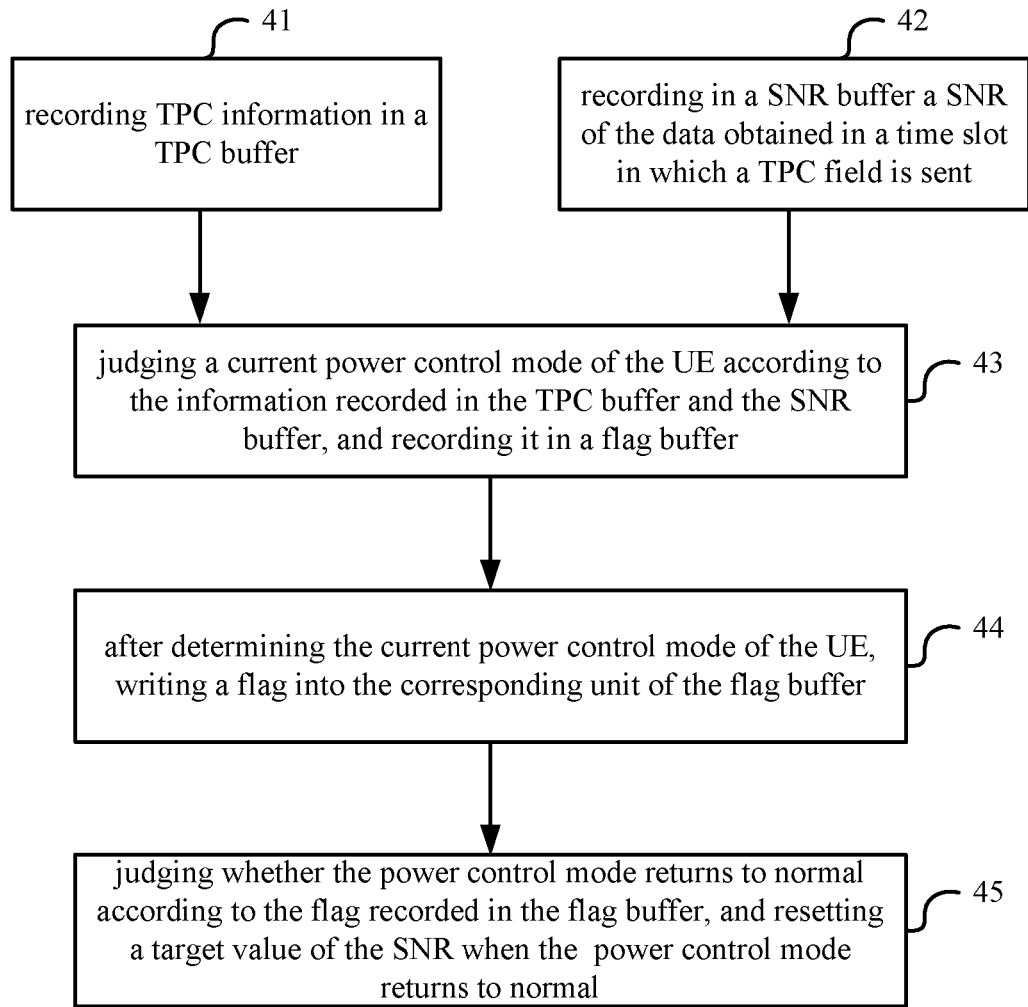 41
42
recording TPC information in a
TPC buffer
recording in a SNR buffer a SNR
of the data obtained in a time slot
in which a TPC field is sent
judging a current power control mode of the UE according to
the information recorded in the TPC buffer and the SNR
buffer, and recording it in a flag buffer
43
after determining the current power control mode of the UE,
writing a flag into the corresponding unit of the flag buffer
44
judging whether the power control mode returns to normal
according to the flag recorded in the flag buffer, and resetting
a target value of the SNR when the power control mode
returns to normal
45